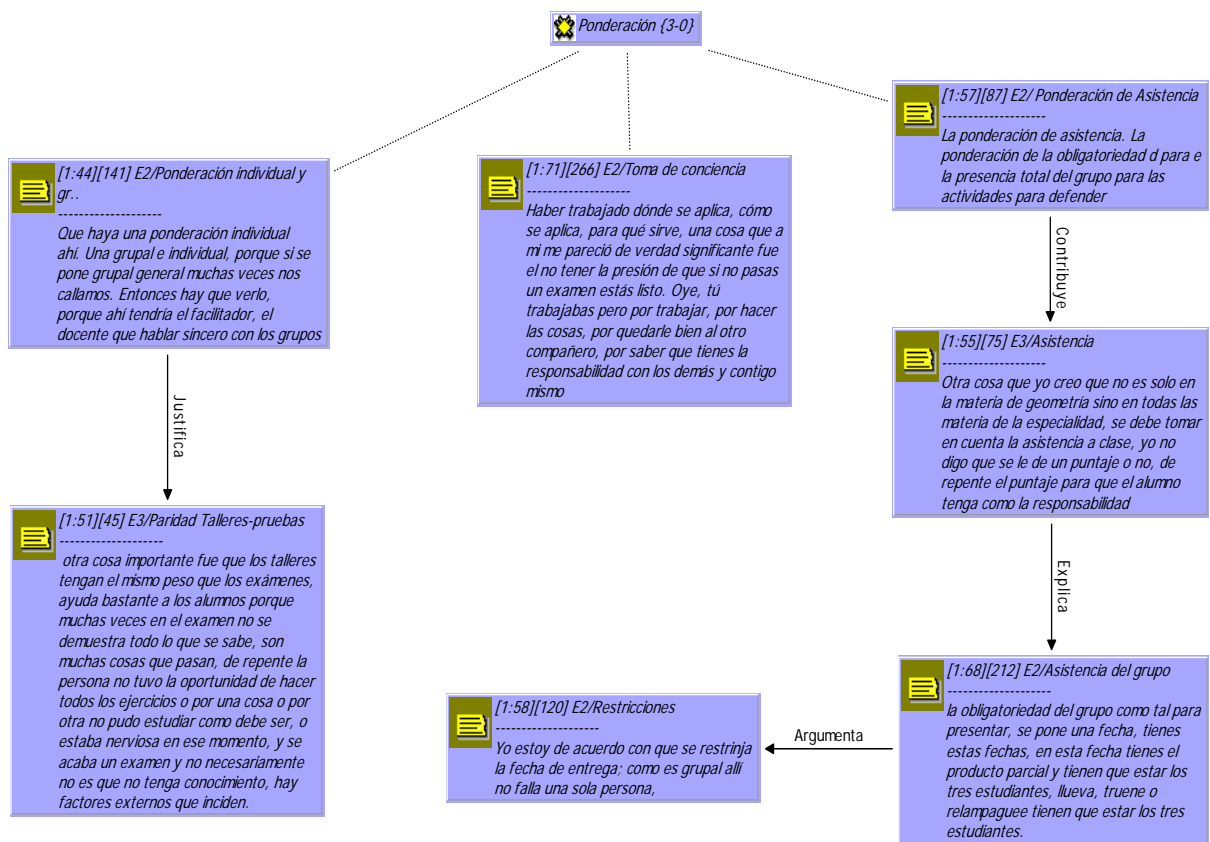 Ponderación {3-0}
[1:57][87] E2/ Ponderación de Asistencia
--------------------
La ponderación de asistencia. La
ponderación de la obligatoriedad d para e
la presencia total del grupo para las
actividades para defender
[1:44][141] E2/Ponderación individual y
gr..
--------------------
Que haya una ponderación individual
ahí. Una grupal e individual, porque si se
pone grupal general muchas veces nos
callamos. Entonces hay que verlo,
porque ahí tendría el facilitador, el
docente que hablar sincero con los grupos
[1:71][266] E2/Toma de conciencia
--------------------
Haber trabajado dónde se aplica, cómo
se aplica, para qué sirve, una cosa que a
mi me pareció de verdad significante fue
el no tener la presión de que si no pasas
un examen estás listo. Oye, tú
trabajabas pero por trabajar, por hacer
las cosas, por quedarle bien al otro
compañero, por saber que tienes la
responsabilidad con los demás y contigo
mismo
Contribuye
[1:55][75] E3/Asistencia
--------------------
Otra cosa que yo creo que no es solo en
la materia de geometría sino en todas las
materia de la especialidad, se debe tomar
en cuenta la asistencia a clase, yo no
digo que se le de un puntaje o no, de
repente el puntaje para que el alumno
tenga como la responsabilidad
Justifica
[1:51][45] E3/Paridad Talleres-pruebas
--------------------
otra cosa importante fue que los talleres
tengan el mismo peso que los exámenes,
ayuda bastante a los alumnos porque
muchas veces en el examen no se
demuestra todo lo que se sabe, son
muchas cosas que pasan, de repente la
persona no tuvo la oportunidad de hacer
todos los ejercicios o por una cosa o por
otra no pudo estudiar como debe ser, o
estaba nerviosa en ese momento, y se
acaba un examen y no necesariamente
no es que no tenga conocimiento, hay
factores externos que inciden.
Explica
[1:68][212] E2/Asistencia del grupo
--------------------
la obligatoriedad del grupo como tal para
presentar, se pone una fecha, tienes
estas fechas, en esta fecha tienes el
producto parcial y tienen que estar los
tres estudiantes, llueva, truene o
relampaguee tienen que estar los tres
estudiantes.
Argumenta
[1:58][120] E2/Restricciones
--------------------
Yo estoy de acuerdo con que se restrinja
la fecha de entrega; como es grupal allí
no falla una sola persona,